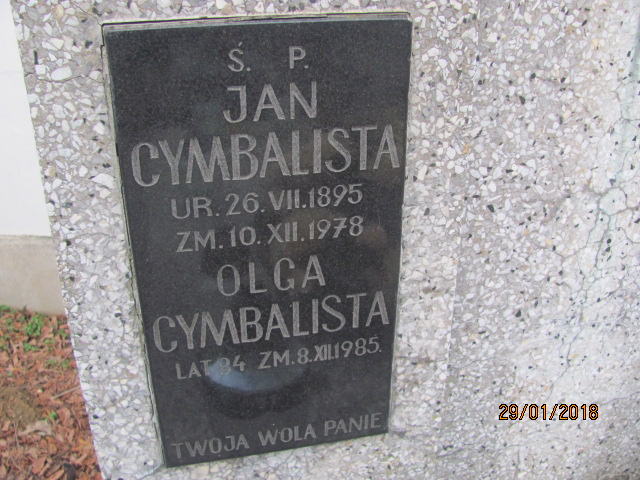 Ś. P.
JAN
CYMBALISTA
UR. 26. VII. 1895
ZM. 10. XII. 1978
OLGA
CYMBALISTA
LAT 84 ZM. 8. XII. 1985.
TWOJA WOLA PANIE
29/01/2018